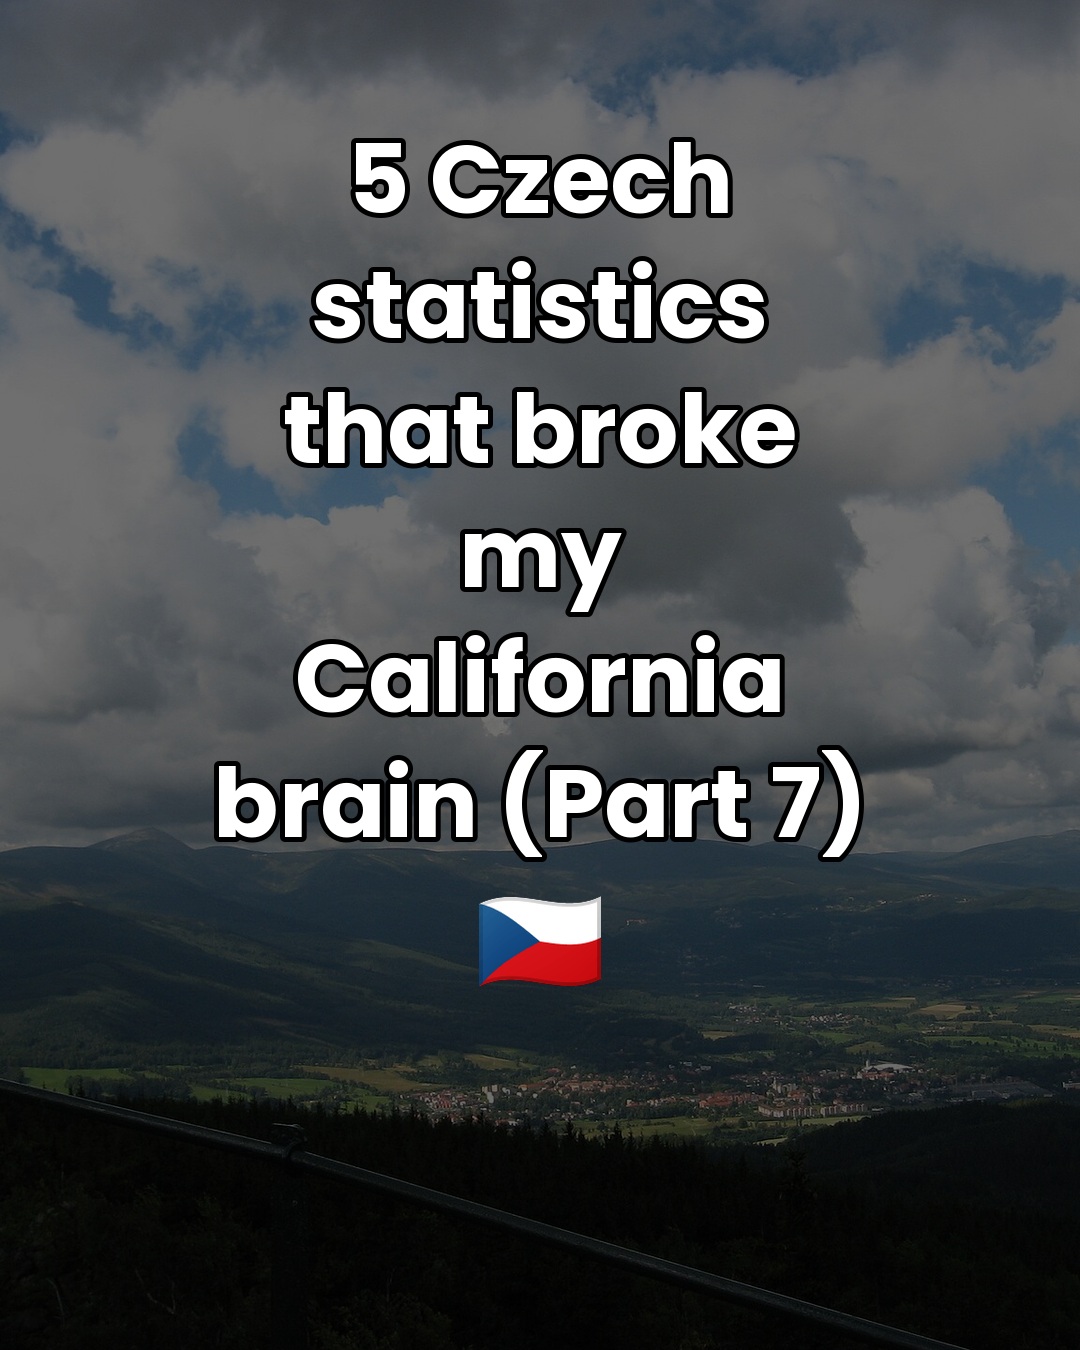 5 Czech
statistics
that broke
my
California
brain (Part 7)
🇨🇿